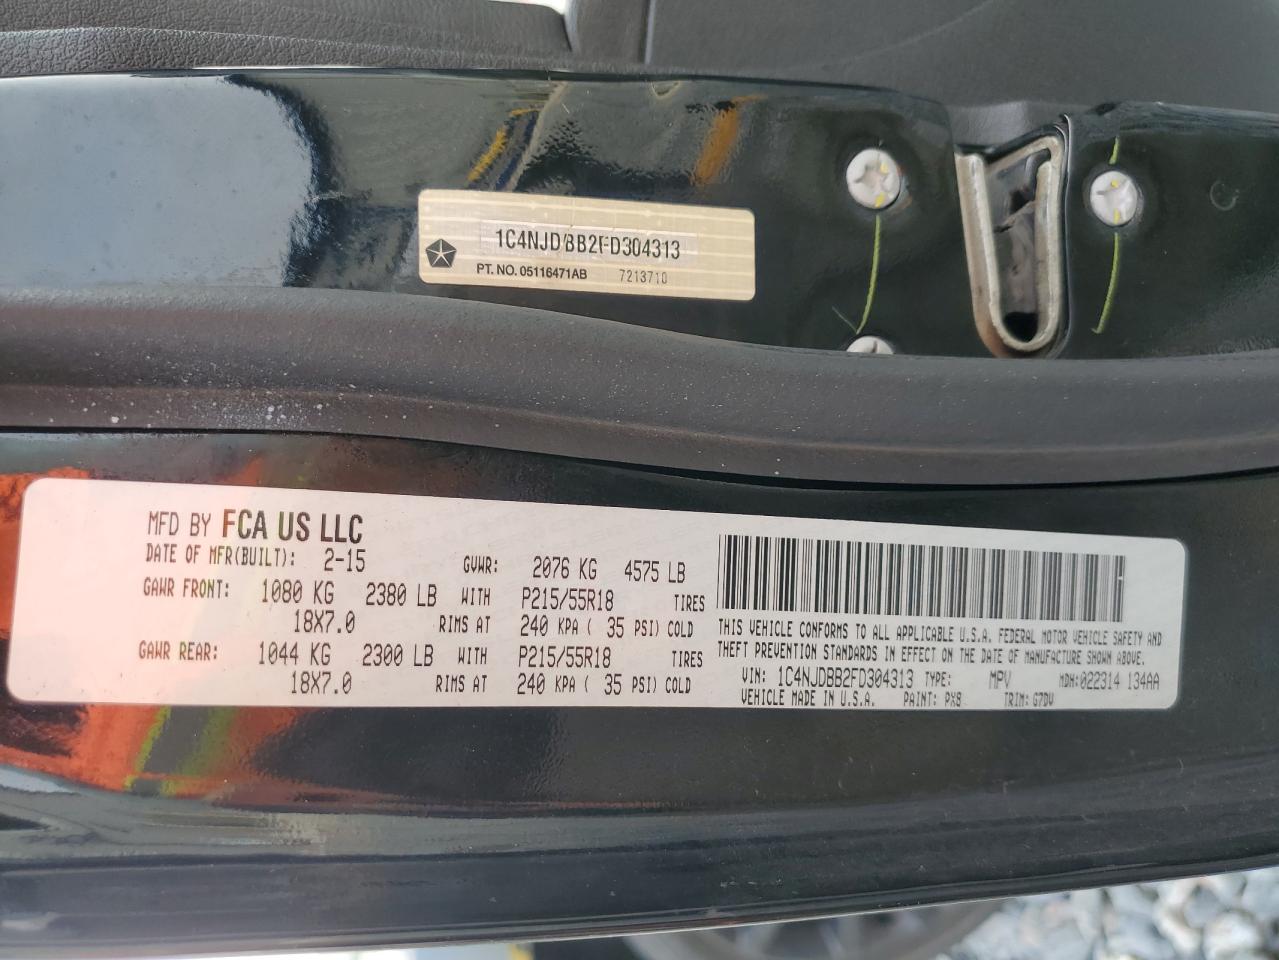 1C4NJDBB2FD304313
PT. NO. 05116471AB 7213710
MFD BY FCA US LLC
DATE OF MFR(BUILT): 2-15 GVWR: 2076 KG 4575 LB
GAWR FRONT: 1080 KG 2380 LB WITH P215/55R18 TIRES
18X7.0 RIMS AT 240 KPA ( 35 PSI) COLD
GAWR REAR: 1044 KG 2300 LB WITH P215/55R18 TIRES
18X7.0 RIMS AT 240 KPA ( 35 PSI) COLD
THIS VEHICLE CONFORMS TO ALL APPLICABLE U.S.A. FEDERAL MOTOR VEHICLE SAFETY AND
THEFT PREVENTION STANDARDS IN EFFECT ON THE DATE OF MANUFACTURE SHOWN ABOVE.
VIN: 1C4NJDBB2FD304313 TYPE: MPV MDH:022314 134AA
VEHICLE MADE IN U.S.A. PAINT: PX8 TRIM: G7DV